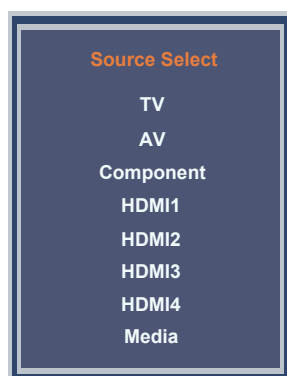 Source Select
TV
AV
Component
HDMI1
HDMI2
HDMI3
HDMI4
Media